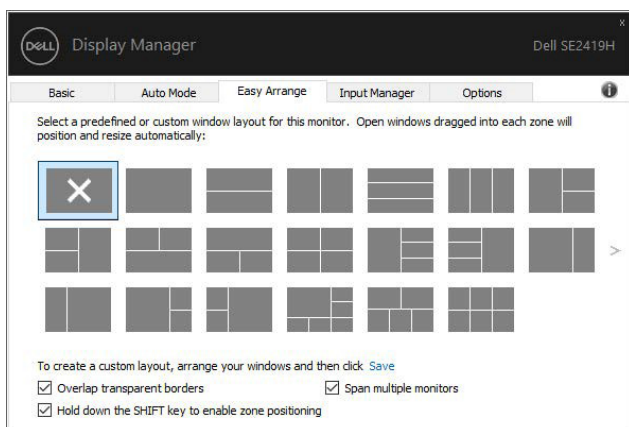 x
DELL Display Manager Dell SE2419H
Basic Auto Mode Easy Arrange Input Manager Options i
Select a predefined or custom window layout for this monitor. Open windows dragged into each zone will
position and resize automatically:
>
To create a custom layout, arrange your windows and then click Save
Overlap transparent borders Span multiple monitors
Hold down the SHIFT key to enable zone positioning